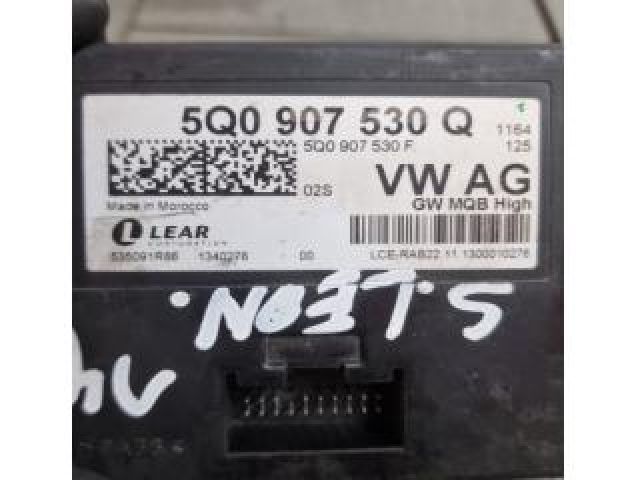 5Q0 907 530 Q
1164
5Q0 907 530 F
125
02S
VW AG
Made in Morocco
GW MQB High
LEAR
CORPORATION
1340276
00
LCE-RAB22.11.1300010276
S.LEON.